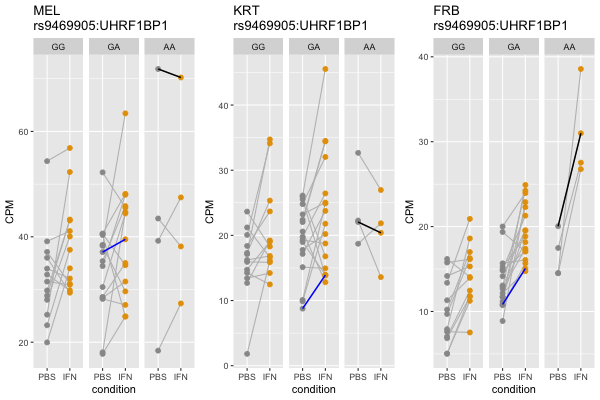 MEL
rs9469905:UHRF1BP1
GG GA AA
60
40
20
CPM
PBS IFN PBS IFN PBS IFN
condition
KRT
rs9469905:UHRF1BP1
GG GA AA
40
30
20
10
0
CPM
PBS IFN PBS IFN PBS IFN
condition
FRB
rs9469905:UHRF1BP1
GG GA AA
40
30
20
10
CPM
PBS IFN PBS IFN PBS IFN
condition